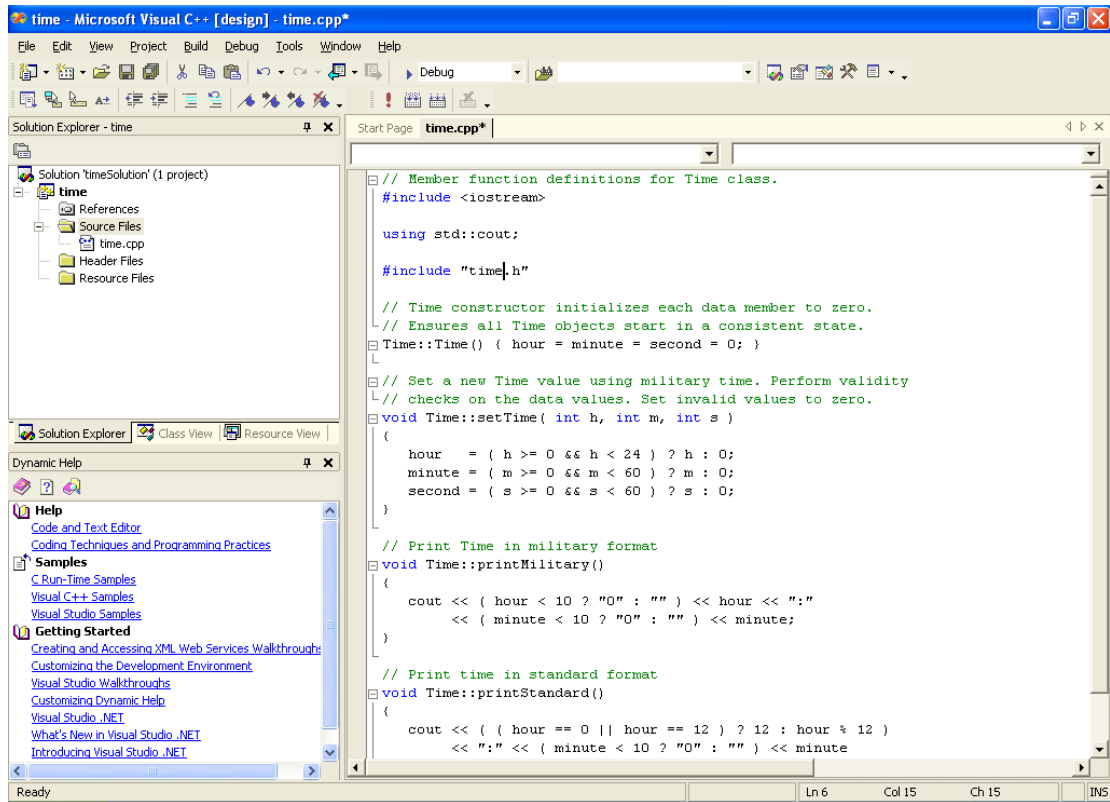 time - Microsoft Visual C++ [design] - time.cpp*
File Edit View Project Build Debug Tools Window Help
Debug
Solution Explorer - time
Solution 'timeSolution' (1 project)
time
References
Source Files
time.cpp
Header Files
Resource Files
Solution Explorer Class View Resource View
Dynamic Help
Help
Code and Text Editor
Coding Techniques and Programming Practices
Samples
C Run-Time Samples
Visual C++ Samples
Visual Studio Samples
Getting Started
Creating and Accessing XML Web Services Walkthroughs
Customizing the Development Environment
Visual Studio Walkthroughs
Customizing Dynamic Help
Visual Studio .NET
What's New in Visual Studio .NET
Introducing Visual Studio .NET
Start Page time.cpp*
// Member function definitions for Time class.
#include <iostream>
using std::cout;
#include "time.h"
// Time constructor initializes each data member to zero.
// Ensures all Time objects start in a consistent state.
Time::Time() { hour = minute = second = 0; }
// Set a new Time value using military time. Perform validity
// checks on the data values. Set invalid values to zero.
void Time::setTime( int h, int m, int s )
{
hour = ( h >= 0 && h < 24 ) ? h : 0;
minute = ( m >= 0 && m < 60 ) ? m : 0;
second = ( s >= 0 && s < 60 ) ? s : 0;
}
// Print Time in military format
void Time::printMilitary()
{
cout << ( hour < 10 ? "0" : "" ) << hour << ":"
<< ( minute < 10 ? "0" : "" ) << minute;
}
// Print time in standard format
void Time::printStandard()
{
cout << ( ( hour == 0 || hour == 12 ) ? 12 : hour % 12 )
<< ":" << ( minute < 10 ? "0" : "" ) << minute
Ready Ln 6 Col 15 Ch 15 INS